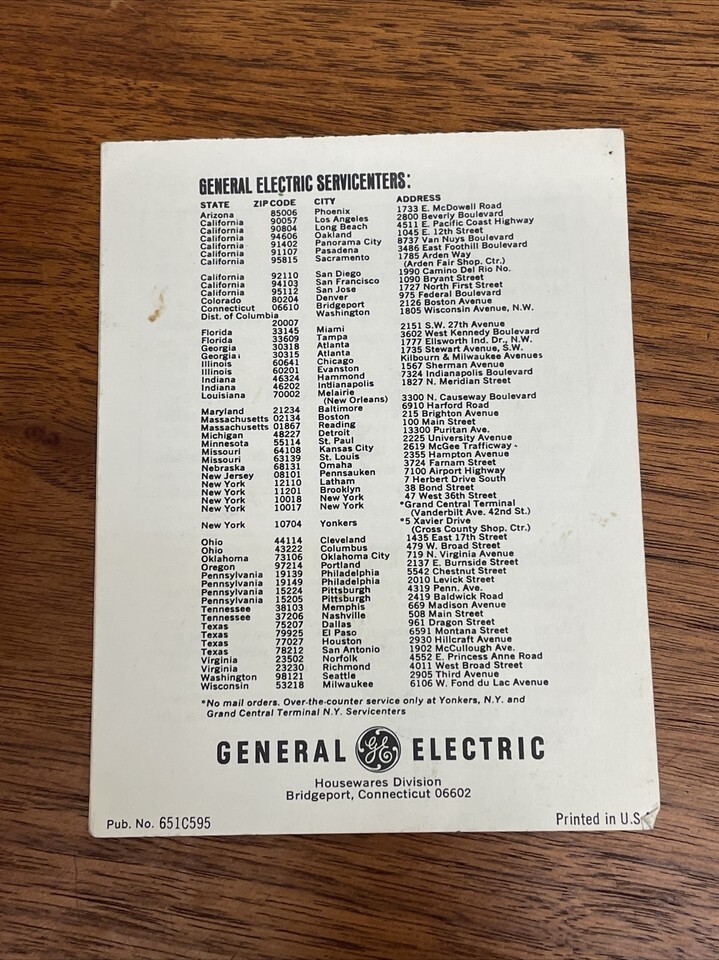 GENERAL ELECTRIC SERVICENTERS:
STATE ZIP CODE CITY ADDRESS
Arizona 85006 Phoenix 1733 E. McDowell Road
California 90057 Los Angeles 2800 Beverly Boulevard
California 90804 Long Beach 4511 E. Pacific Coast Highway
California 94606 Oakland 1045 E. 12th Street
California 91402 Panorama City 8737 Van Nuys Boulevard
California 91107 Pasadena 3486 East Foothill Boulevard
California 95815 Sacramento 1785 Arden Way
(Arden Fair Shop. Ctr.)
California 92110 San Diego 1990 Camino Del Rio No.
California 94103 San Francisco 1090 Bryant Street
California 95112 San Jose 1727 North First Street
Colorado 80204 Denver 975 Federal Boulevard
Connecticut 06610 Bridgeport 2126 Boston Avenue
Dist. of Columbia Washington 1805 Wisconsin Avenue, N.W.
20007
Florida 33145 Miami 2151 S.W. 27th Avenue
Florida 33609 Tampa 3602 West Kennedy Boulevard
Georgia 30318 Atlanta 1777 Ellsworth Ind. Dr., N.W.
Georgia 30315 Atlanta 1735 Stewart Avenue, S.W.
Illinois 60641 Chicago Kilbourn & Milwaukee Avenues
Illinois 60201 Evanston 1567 Sherman Avenue
Indiana 46324 Hammond 7324 Indianapolis Boulevard
Indiana 46202 Indianapolis 1827 N. Meridian Street
Louisiana 70002 Melairie
(New Orleans) 3300 N. Causeway Boulevard
Maryland 21234 Baltimore 6910 Harford Road
Massachusetts 02134 Boston 215 Brighton Avenue
Massachusetts 01867 Reading 100 Main Street
Michigan 48227 Detroit 13300 Puritan Ave.
Minnesota 55114 St. Paul 2225 University Avenue
Missouri 64108 Kansas City 2619 McGee Trafficway
Missouri 63139 St. Louis 2355 Hampton Avenue
Nebraska 68131 Omaha 3724 Farnam Street
New Jersey 08101 Pennsauken 7100 Airport Highway
New York 12110 Latham 7 Herbert Drive South
New York 11201 Brooklyn 38 Bond Street
New York 10018 New York 47 West 36th Street
New York 10017 New York *Grand Central Terminal
(Vanderbilt Ave. 42nd St.)
New York 10704 Yonkers *5 Xavier Drive
(Cross County Shop. Ctr.)
Ohio 44114 Cleveland 1435 East 17th Street
Ohio 43222 Columbus 479 W. Broad Street
Oklahoma 73106 Oklahoma City 719 N. Virginia Avenue
Oregon 97214 Portland 2137 E. Burnside Street
Pennsylvania 19139 Philadelphia 5542 Chestnut Street
Pennsylvania 19149 Philadelphia 2010 Levick Street
Pennsylvania 15224 Pittsburgh 4319 Penn. Ave.
Pennsylvania 15205 Pittsburgh 2419 Baldwick Road
Tennessee 38103 Memphis 669 Madison Avenue
Tennessee 37206 Nashville 508 Main Street
Texas 75207 Dallas 961 Dragon Street
Texas 79925 El Paso 6591 Montana Street
Texas 77027 Houston 2930 Hillcroft Avenue
Texas 78212 San Antonio 1902 McCullough Ave.
Virginia 23502 Norfolk 4552 E. Princess Anne Road
Virginia 23230 Richmond 4011 West Broad Street
Washington 98121 Seattle 2905 Third Avenue
Wisconsin 53218 Milwaukee 6106 W. Fond du Lac Avenue
*No mail orders. Over-the-counter service only at Yonkers, N.Y. and
Grand Central Terminal N.Y. Servicenters
GENERAL GE ELECTRIC
Housewares Division
Bridgeport, Connecticut 06602
Pub. No. 651C595 Printed in U.S